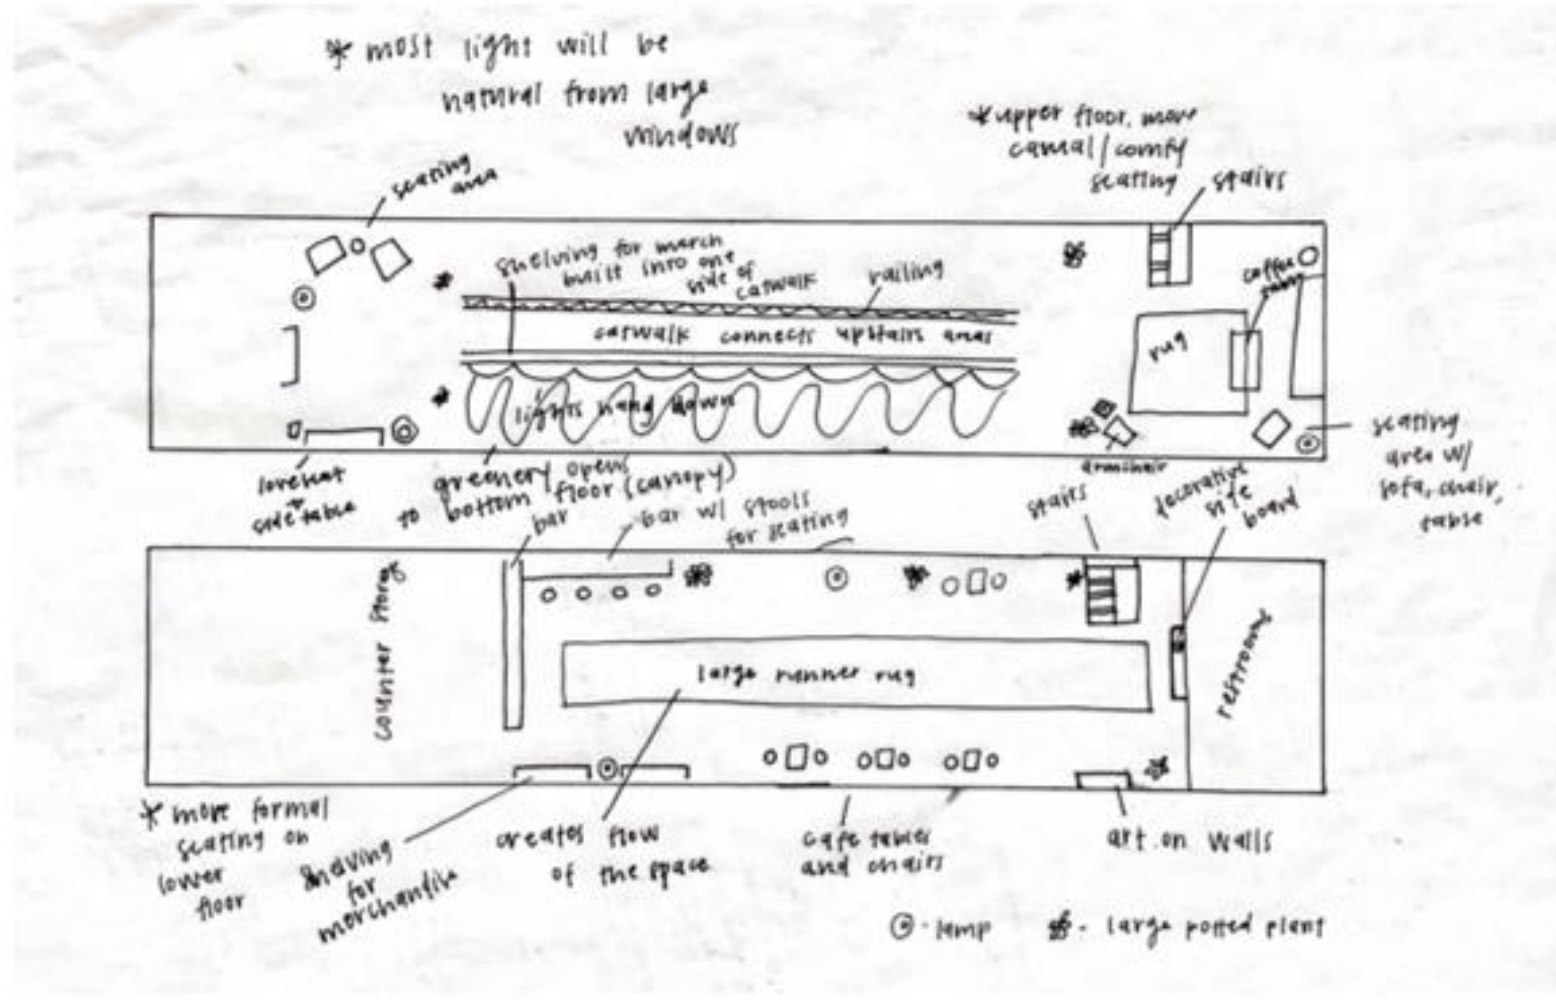 * most light will be
natural from large
windows
* upper floor, more
casual/comfy
seating
stairs
seating
area
shelving for merch
built into one
side of
catwalk
railing
coffee
table
catwalk connects upstairs areas
rug
lights hang down
seating
area w/
sofa, chair,
table
loveseat
+
side table
greenery opens
to bottom floor (canopy)
armchair
bar
bar w/ stools
for seating
stairs
decorative
side
board
counter storage
large runner rug
restrooms
* more formal
seating on
lower
floor
shelving
for
merchandise
creates flow
of the space
cafe tables
and chairs
art on walls
- lamp
- large potted plant